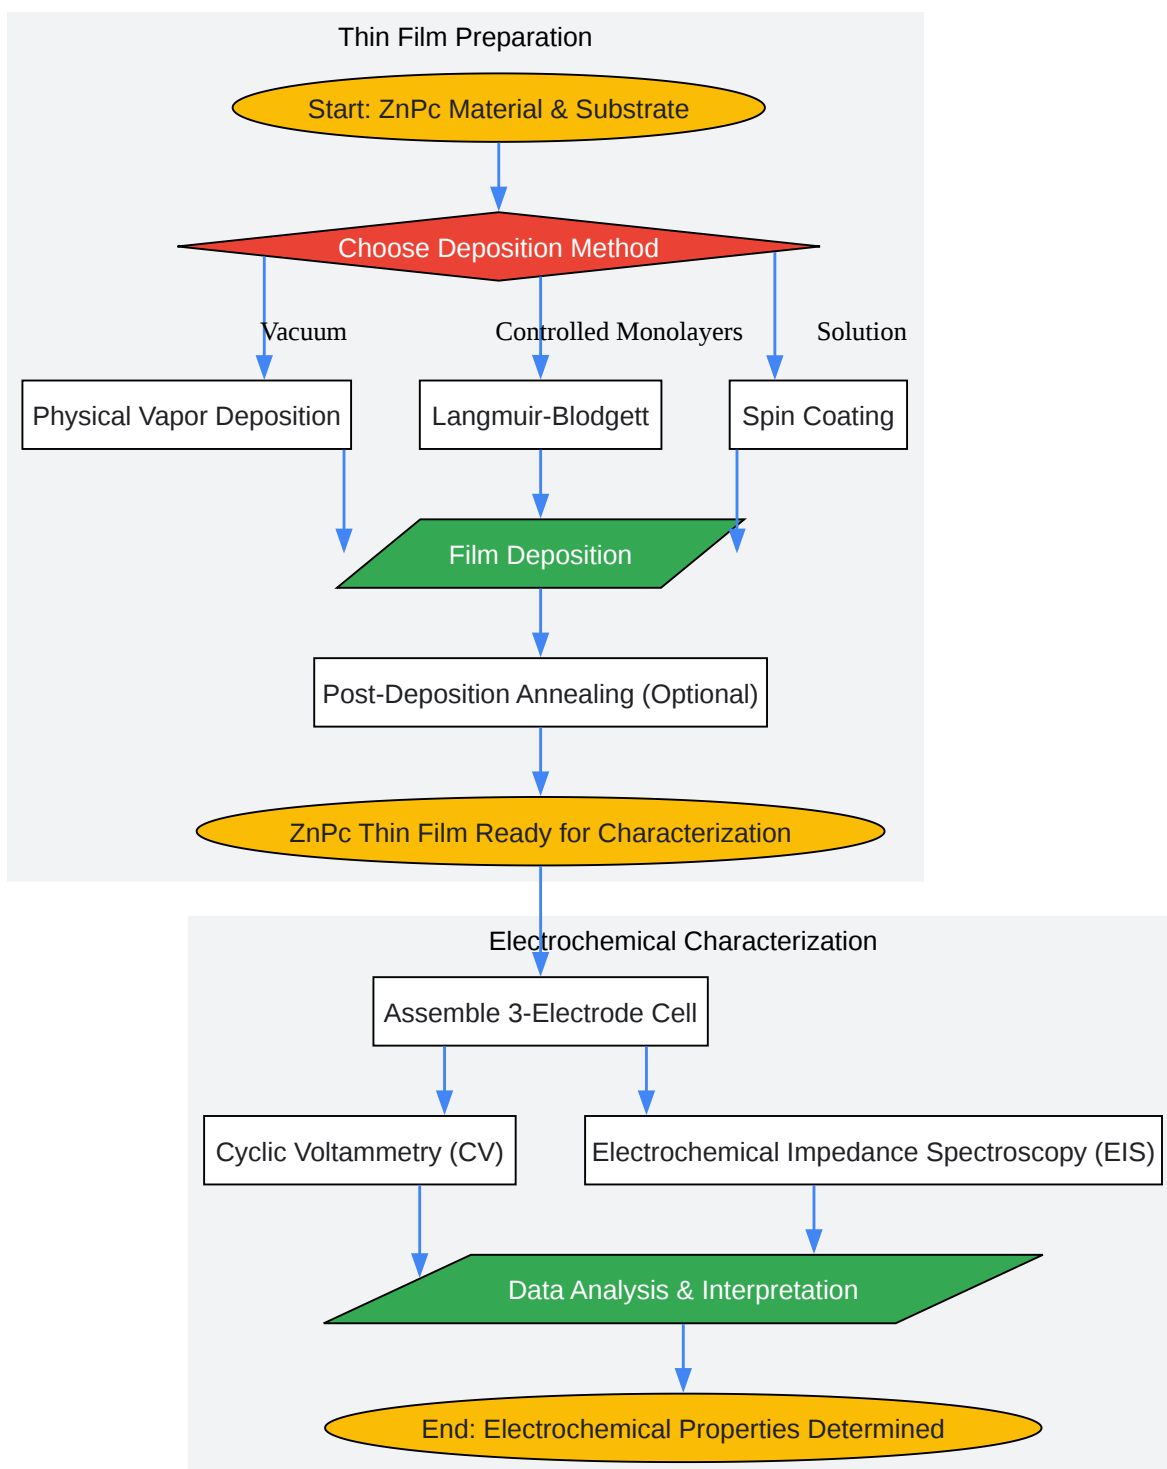 Thin Film Preparation
Start: ZnPc Material & Substrate
Choose Deposition Method
Vacuum
Controlled Monolayers
Solution
Physical Vapor Deposition
Langmuir-Blodgett
Spin Coating
Film Deposition
Post-Deposition Annealing (Optional)
ZnPc Thin Film Ready for Characterization
Electrochemical Characterization
Assemble 3-Electrode Cell
Cyclic Voltammetry (CV)
Electrochemical Impedance Spectroscopy (EIS)
Data Analysis & Interpretation
End: Electrochemical Properties Determined